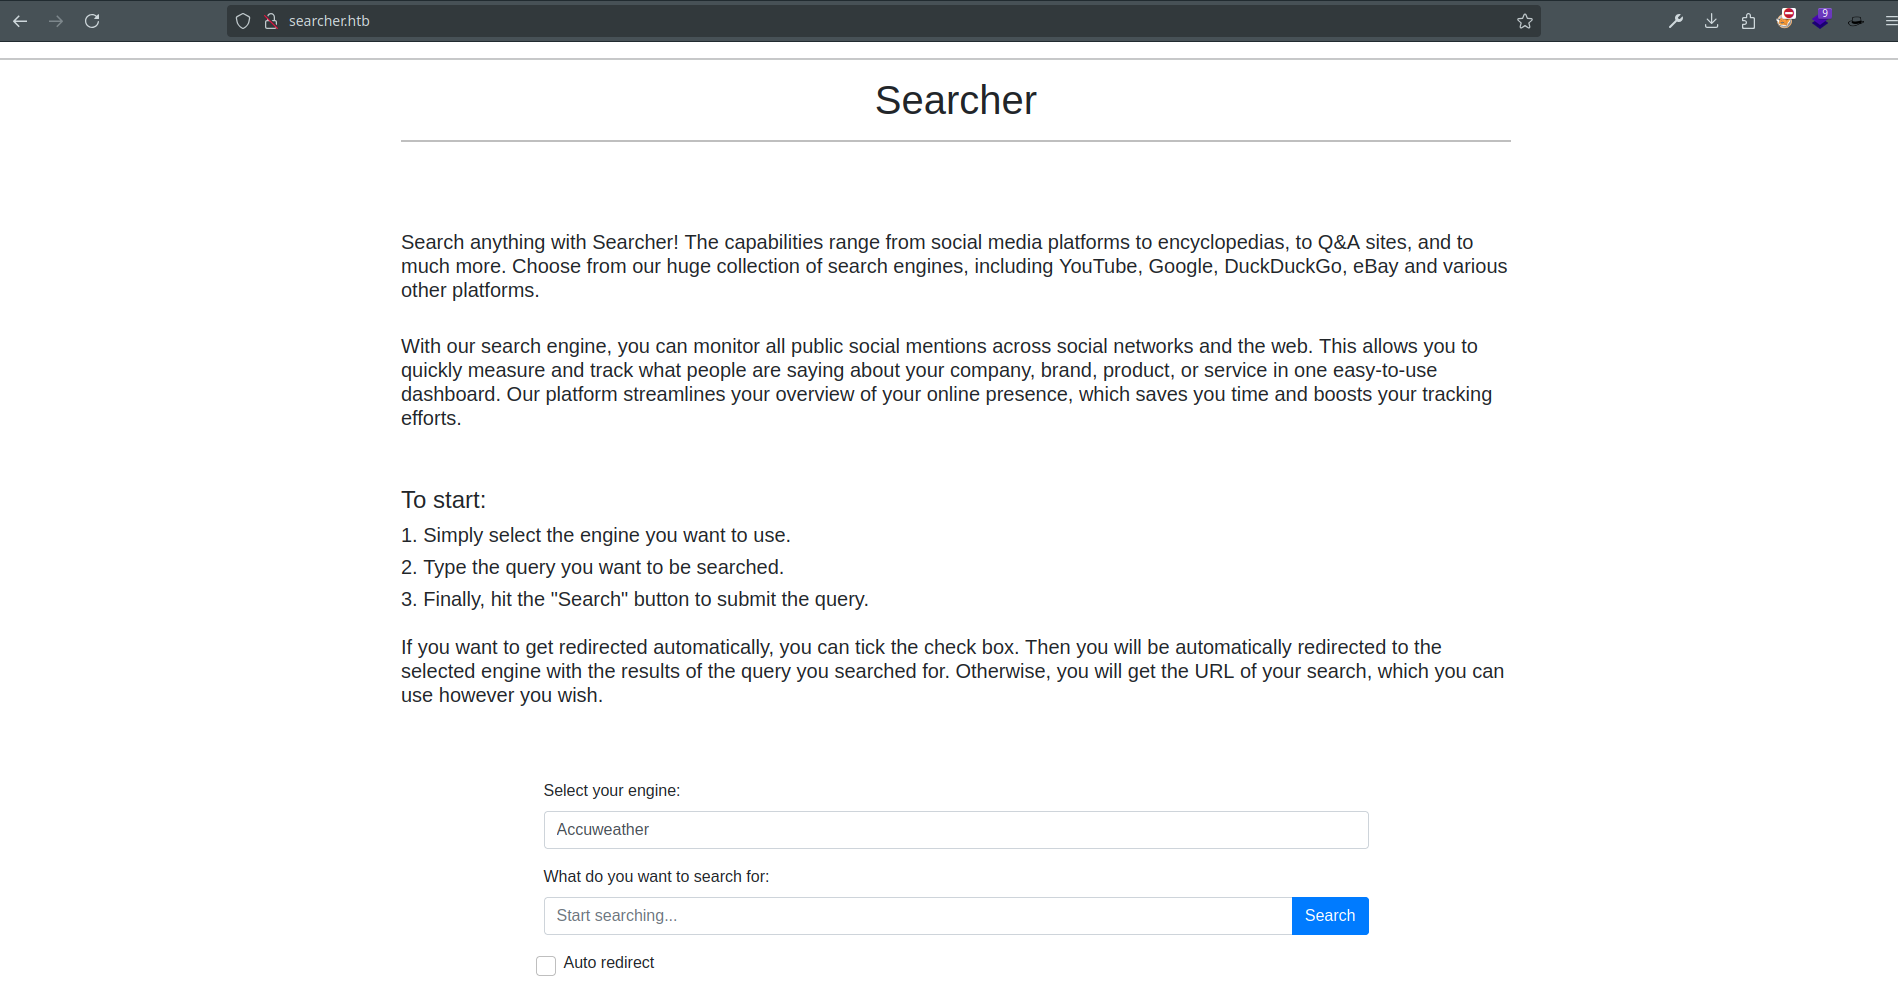 searcher.htb
9
Searcher
Search anything with Searcher! The capabilities range from social media platforms to encyclopedias, to Q&A sites, and to
much more. Choose from our huge collection of search engines, including YouTube, Google, DuckDuckGo, eBay and various
other platforms.
With our search engine, you can monitor all public social mentions across social networks and the web. This allows you to
quickly measure and track what people are saying about your company, brand, product, or service in one easy-to-use
dashboard. Our platform streamlines your overview of your online presence, which saves you time and boosts your tracking
efforts.
To start:
1. Simply select the engine you want to use.
2. Type the query you want to be searched.
3. Finally, hit the "Search" button to submit the query.
If you want to get redirected automatically, you can tick the check box. Then you will be automatically redirected to the
selected engine with the results of the query you searched for. Otherwise, you will get the URL of your search, which you can
use however you wish.
Select your engine:
Accuweather
What do you want to search for:
Start searching...
Search
Auto redirect